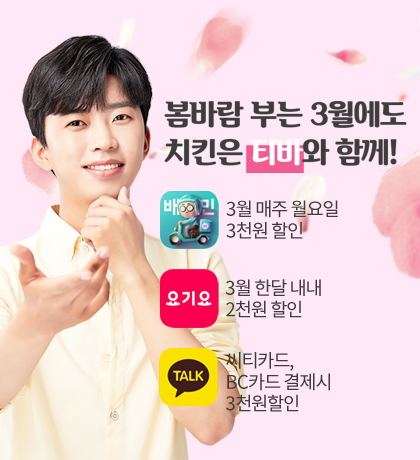 봄바람 부는 3월에도
치킨은 티바와 함께!
배민
3월 매주 월요일
3천원 할인
요기요
3월 한달 내내
2천원 할인
TALK
씨티카드,
BC카드 결제시
3천원할인